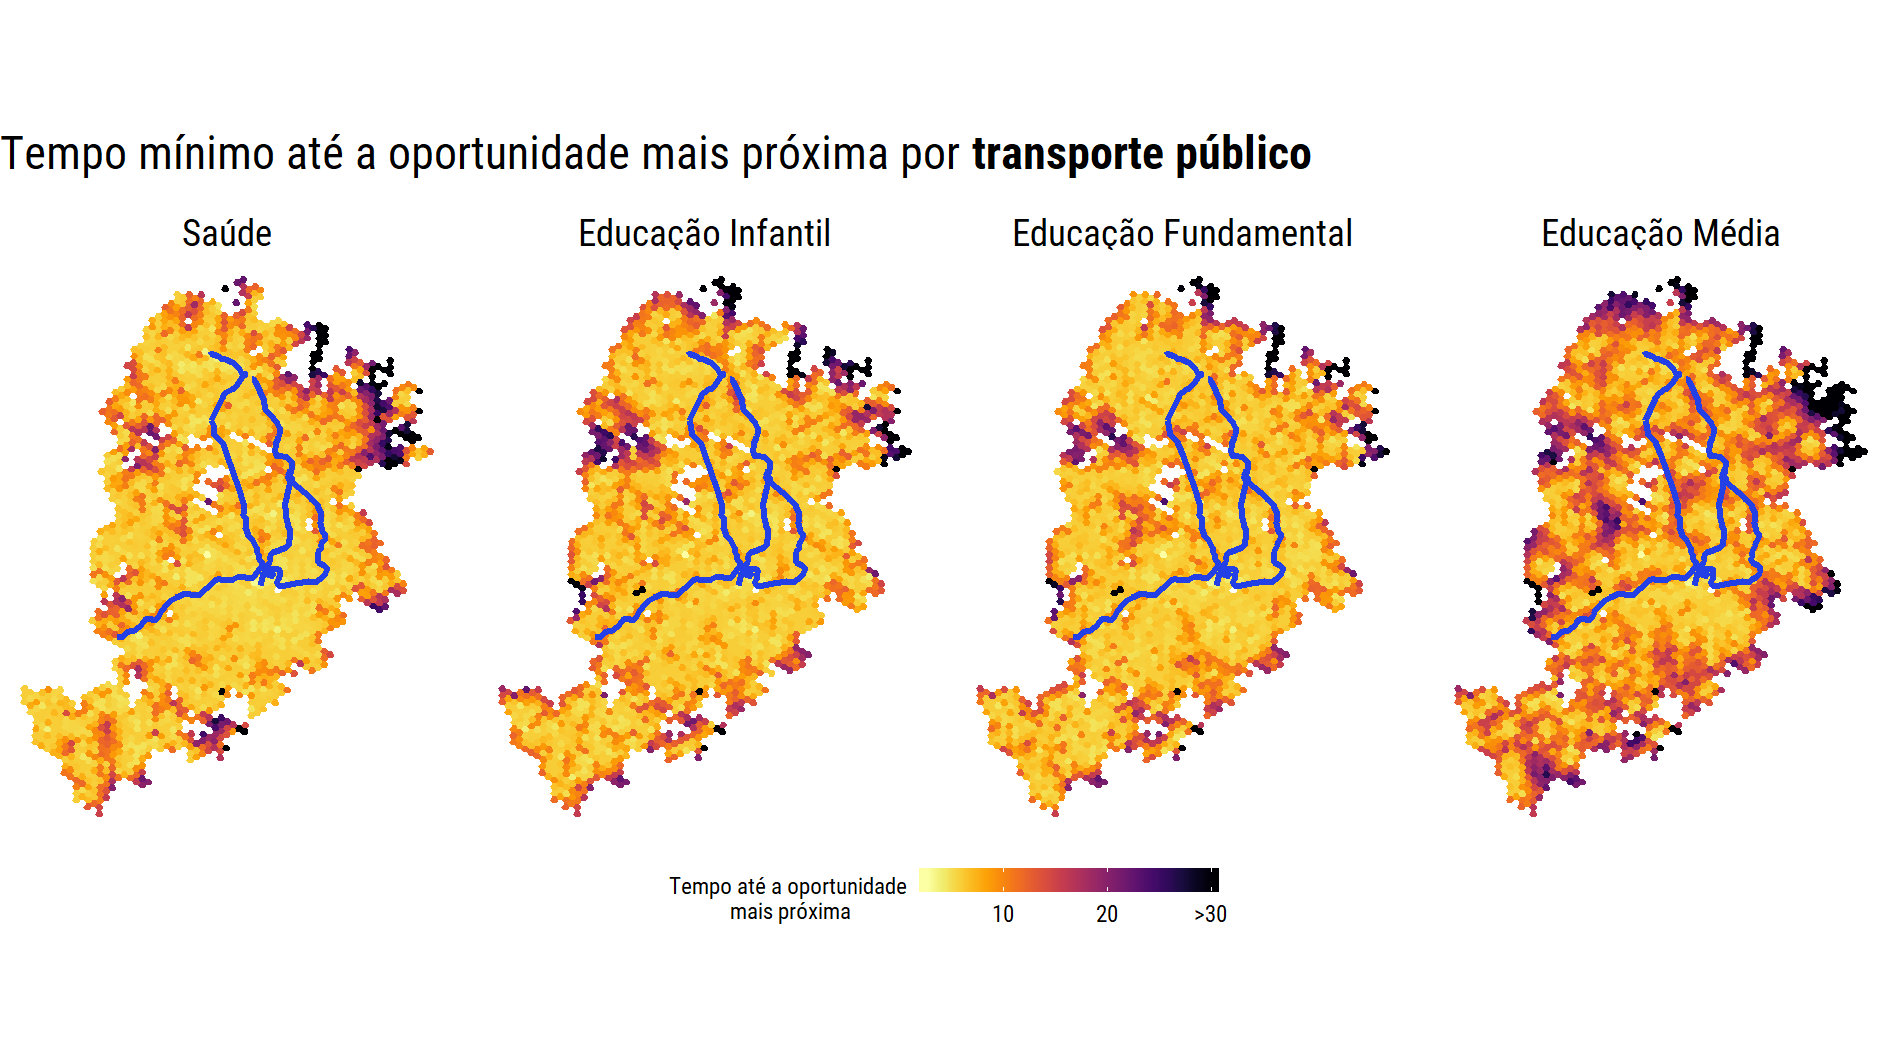 Tempo mínimo até a oportunidade mais próxima por transporte público
Saúde
Educação Infantil
Educação Fundamental
Educação Média
Tempo até a oportunidade
mais próxima
10
20
>30